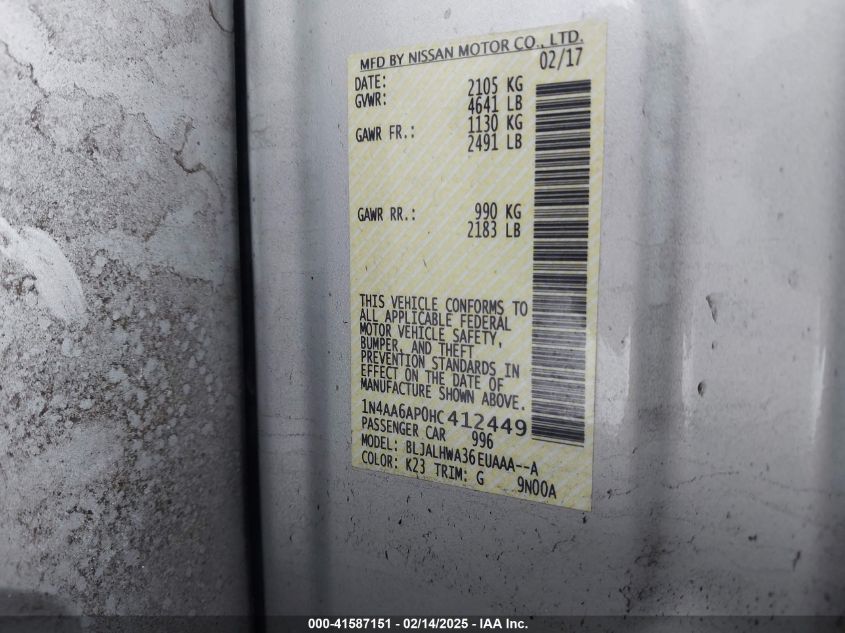 MFD BY NISSAN MOTOR CO., LTD.
DATE: 02/17
GVWR: 2105 KG
4641 LB
GAWR FR.: 1130 KG
2491 LB
GAWR RR.: 990 KG
2183 LB
THIS VEHICLE CONFORMS TO
ALL APPLICABLE FEDERAL
MOTOR VEHICLE SAFETY,
BUMPER, AND THEFT
PREVENTION STANDARDS IN
EFFECT ON THE DATE OF
MANUFACTURE SHOWN ABOVE.
1N4AA6AP0HC412449
PASSENGER CAR 996
MODEL: BLJALHWA36EUAAA--A
COLOR: K23 TRIM: G 9N00A
000-41587151 - 02/14/2025 - IAA Inc.